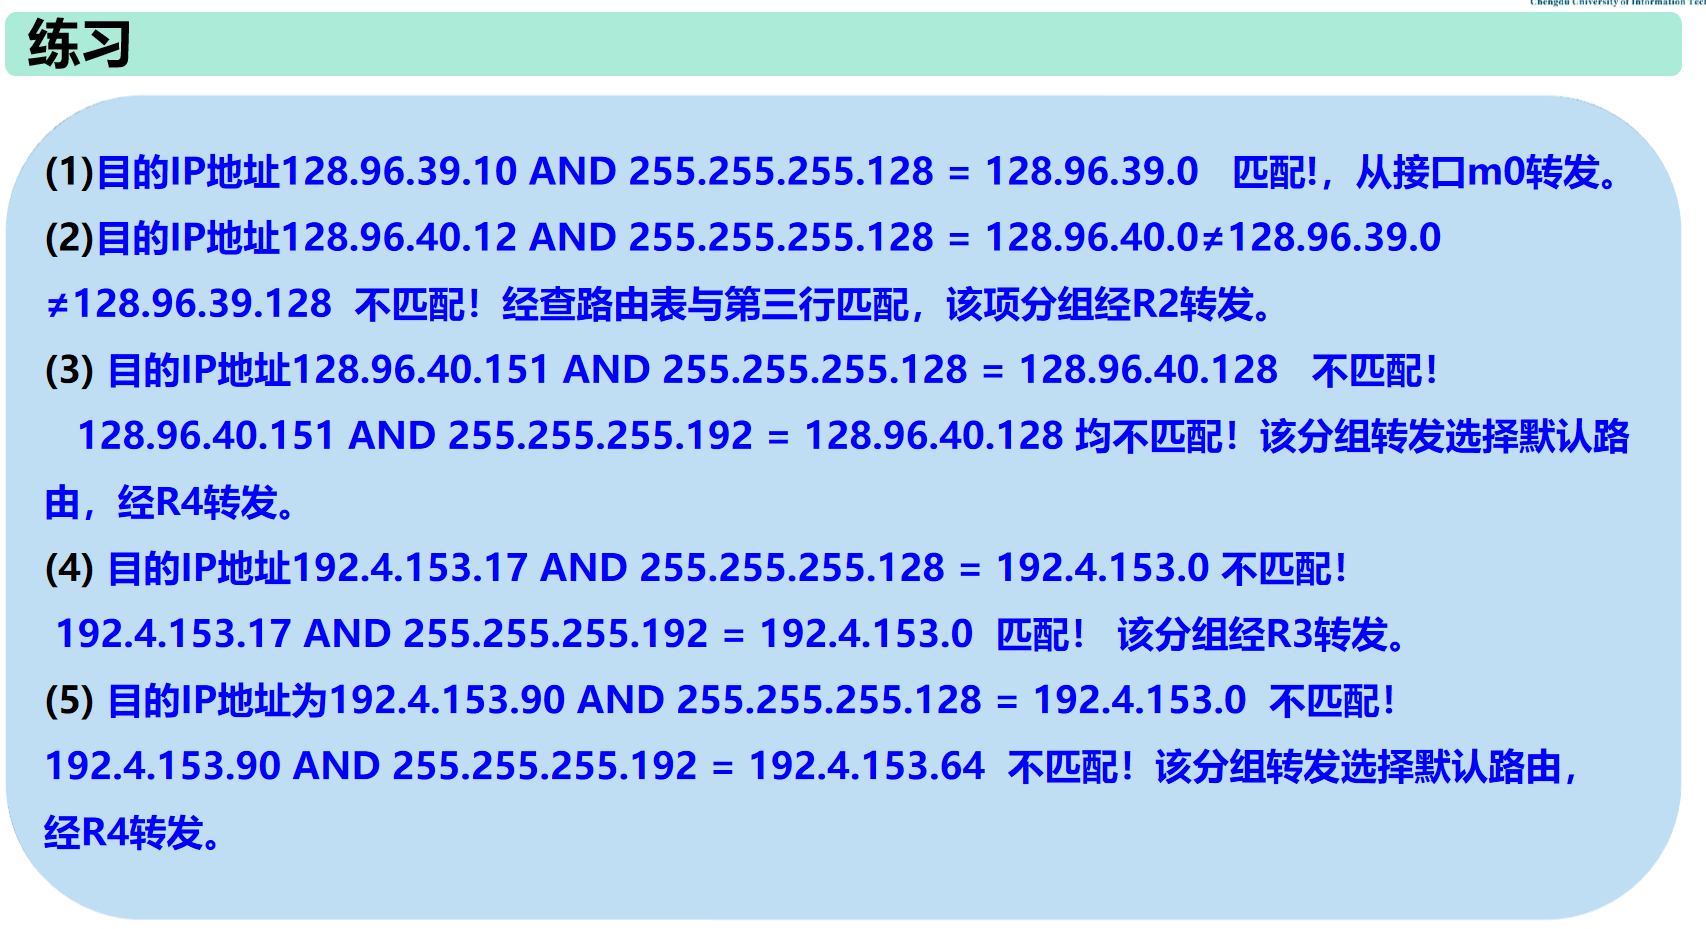 Chengdu University of Information Tec
练习
(1)目的IP地址128.96.39.10 AND 255.255.255.128 = 128.96.39.0 匹配!，从接口m0转发。
(2)目的IP地址128.96.40.12 AND 255.255.255.128 = 128.96.40.0≠128.96.39.0
≠128.96.39.128 不匹配！经查路由表与第三行匹配，该项分组经R2转发。
(3) 目的IP地址128.96.40.151 AND 255.255.255.128 = 128.96.40.128 不匹配！
128.96.40.151 AND 255.255.255.192 = 128.96.40.128 均不匹配！该分组转发选择默认路
由，经R4转发。
(4) 目的IP地址192.4.153.17 AND 255.255.255.128 = 192.4.153.0 不匹配！
192.4.153.17 AND 255.255.255.192 = 192.4.153.0 匹配！ 该分组经R3转发。
(5) 目的IP地址为192.4.153.90 AND 255.255.255.128 = 192.4.153.0 不匹配！
192.4.153.90 AND 255.255.255.192 = 192.4.153.64 不匹配！该分组转发选择默认路由，
经R4转发。